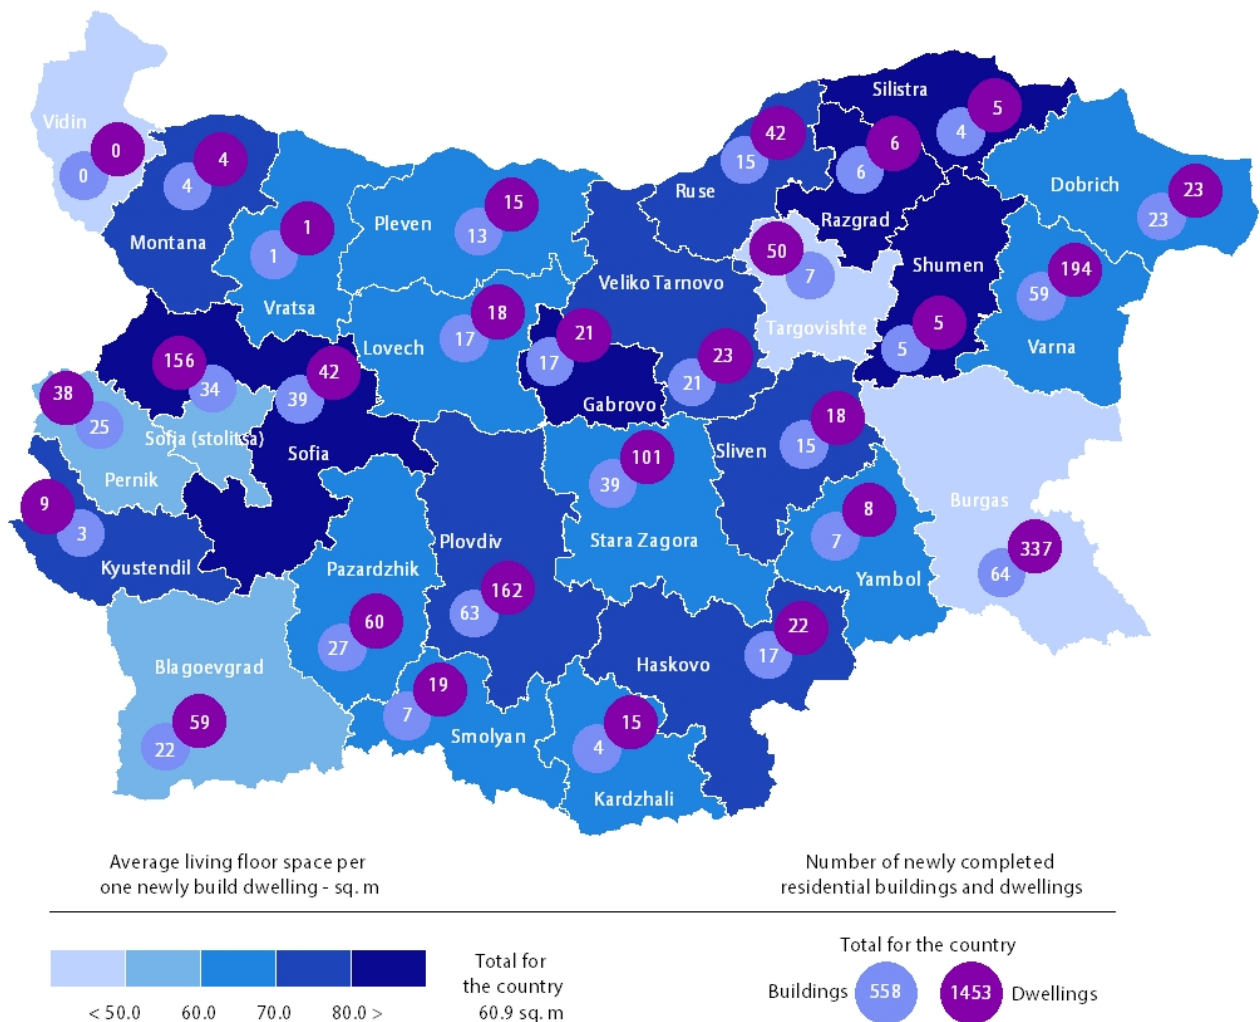 Silistra
5
4
Vidin
0
0
4
4
Montana
42
15
Ruse
6
6
Razgrad
Dobrich
23
23
Pleven
15
13
1
1
Vratsa
50
7
Targovishte
Shumen
5
5
194
59
Varna
Veliko Tarnovo
23
21
18
17
Lovech
21
17
Gabrovo
156
34
42
39
Sofia
38
25
Sofia (stolitsa)
Pernik
Sliven
18
15
101
39
Stara Zagora
Burgas
337
64
9
3
Kyustendil
8
7
Yambol
Plovdiv
162
63
Pazardzhik
60
27
22
17
Haskovo
Blagoevgrad
59
22
19
7
Smolyan
15
4
Kardzhali
Average living floor space per
one newly build dwelling - sq. m
Number of newly completed
residential buildings and dwellings
Total for
the country
60.9 sq. m
< 50.0 60.0 70.0 80.0 >
Total for the country
Buildings 558 1453 Dwellings